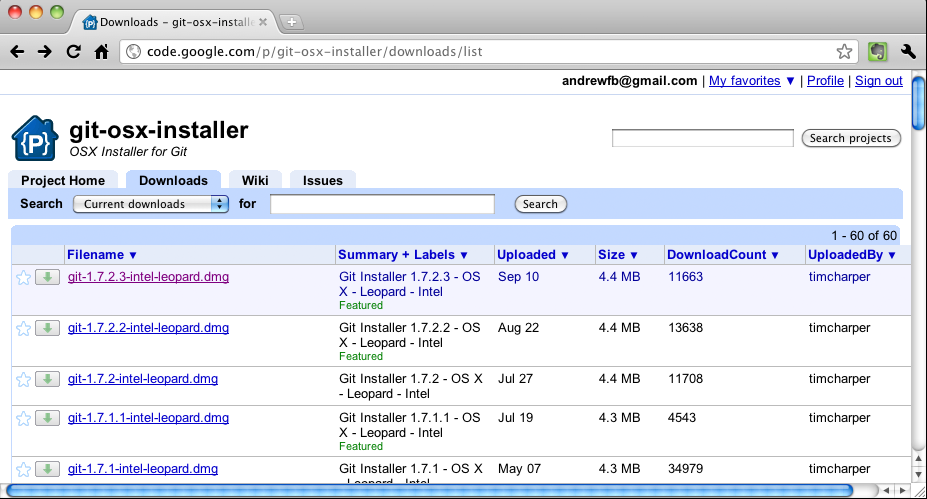 Downloads - git-osx-installe
code.google.com/p/git-osx-installer/downloads/list
andrewfb@gmail.com | My favorites ▼ | Profile | Sign out
{P}
git-osx-installer
OSX Installer for Git
Search projects
Project Home Downloads Wiki Issues
Search Current downloads for Search
1 - 60 of 60
Filename ▼ Summary + Labels ▼ Uploaded ▼ Size ▼ DownloadCount ▼ UploadedBy ▼
git-1.7.2.3-intel-leopard.dmg Git Installer 1.7.2.3 - OS Sep 10 4.4 MB 11663 timcharper
X - Leopard - Intel
Featured
git-1.7.2.2-intel-leopard.dmg Git Installer 1.7.2.2 - OS Aug 22 4.4 MB 13638 timcharper
X - Leopard - Intel
Featured
git-1.7.2-intel-leopard.dmg Git Installer 1.7.2 - OS X Jul 27 4.4 MB 11708 timcharper
- Leopard - Intel
git-1.7.1.1-intel-leopard.dmg Git Installer 1.7.1.1 - OS Jul 19 4.3 MB 4543 timcharper
X - Leopard - Intel
Featured
git-1.7.1-intel-leopard.dmg Git Installer 1.7.1 - OS X May 07 4.3 MB 34979 timcharper